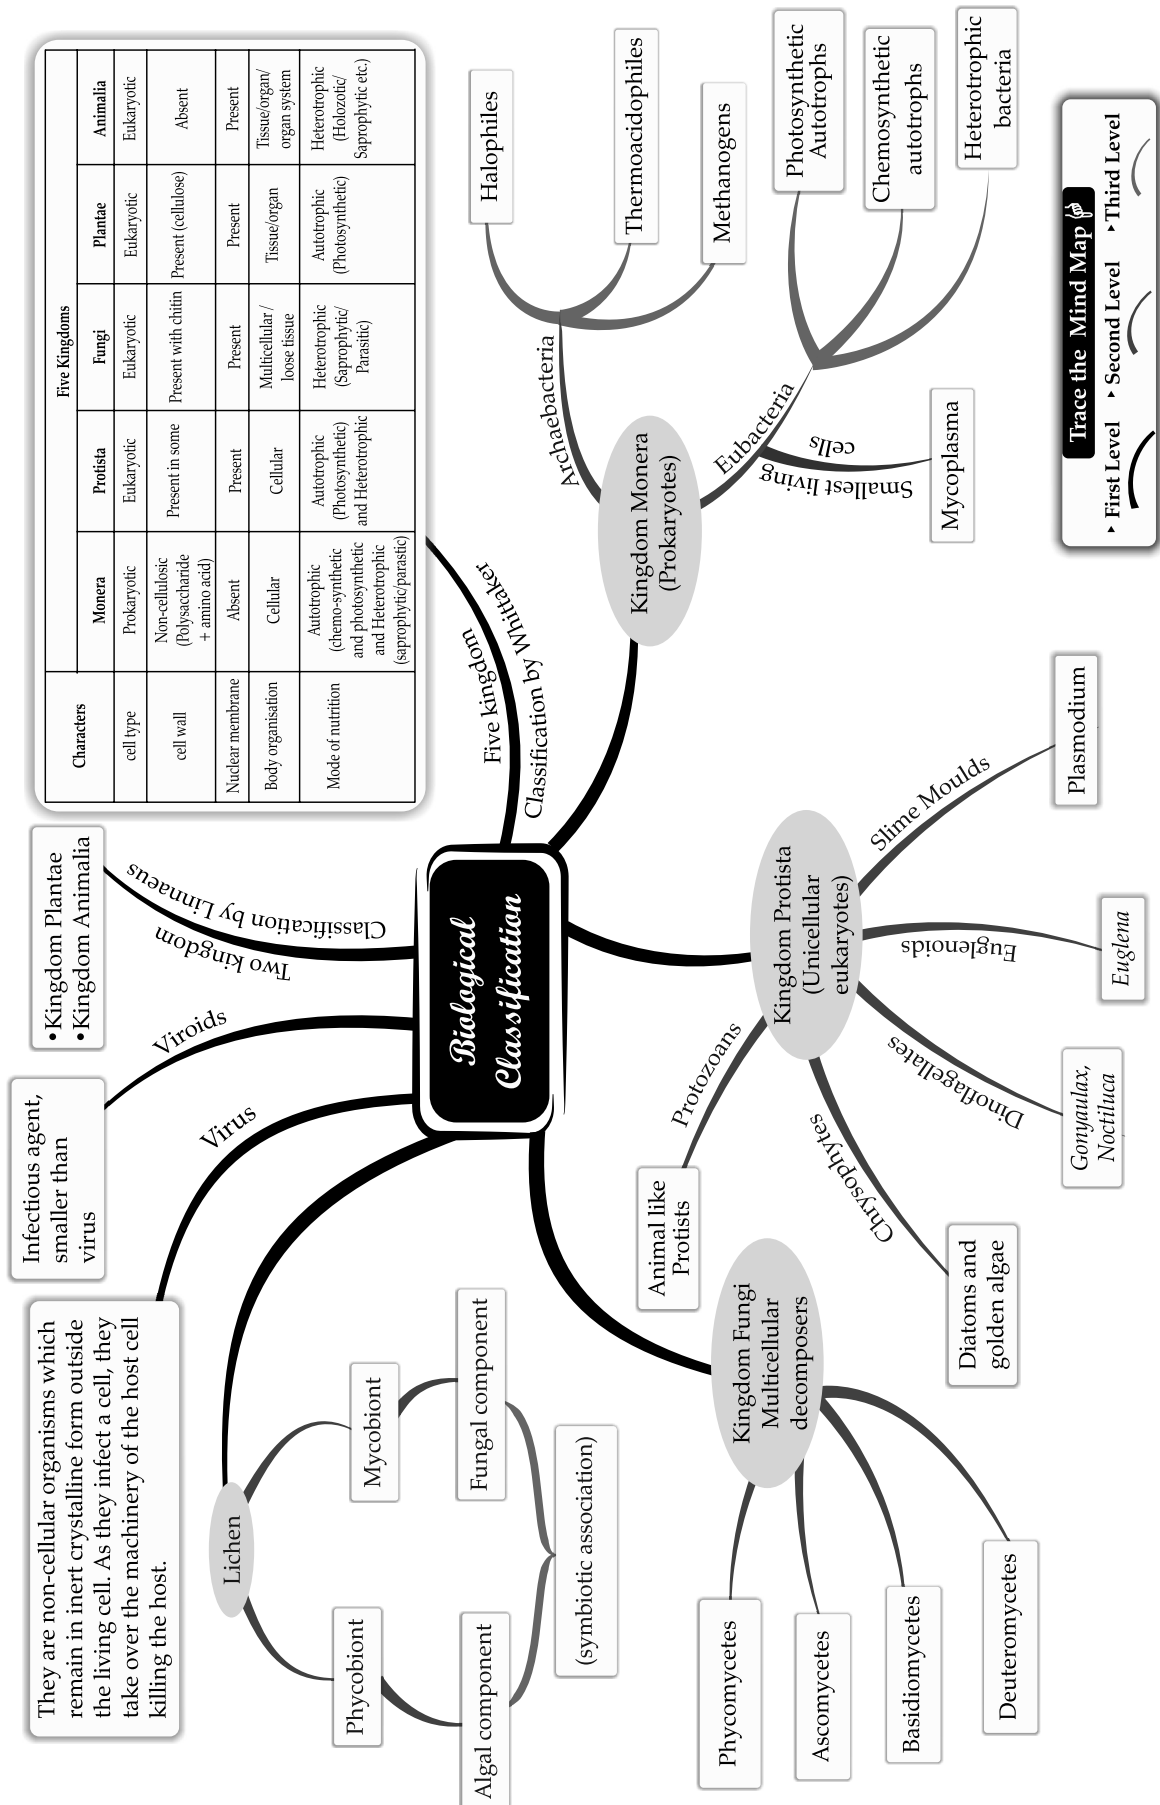 Biological
Classification
They are non-cellular organisms which
remain in inert crystalline form outside
the living cell. As they infect a cell, they
take over the machinery of the host cell
killing the host.
Virus
Infectious agent,
smaller than
virus
Viroids
•Kingdom Plantae
•Kingdom Animalia
Two kingdom
Classification by Linnaeus
Five kingdom
Classification by Whittaker
Characters
Five Kingdoms
Monera
Protista
Fungi
Plantae
Animalia
cell type
Prokaryotic
Eukaryotic
Eukaryotic
Eukaryotic
Eukaryotic
cell wall
Non-cellulosic
(Polysaccharide
+ amino acid)
Present in some
Present with chitin
Present (cellulose)
Absent
Nuclear membrane
Absent
Present
Present
Present
Present
Body organisation
Cellular
Cellular
Multicellular /
loose tissue
Tissue/organ
Tissue/organ/
organ system
Mode of nutrition
Autotrophic
(chemo-synthetic
and photosynthetic
and Heterotrophic
(saprophytic/parastic)
Autotrophic
(Photosynthetic)
and Heterotrophic
Heterotrophic
(Saprophytic/
Parasitic)
Autotrophic
(Photosynthetic)
Heterotrophic
(Holozotic/
Saprophytic etc.)
Lichen
Phycobiont
Mycobiont
Algal component
Fungal component
(symbiotic association)
Kingdom Fungi
Multicellular
decomposers
Phycomycetes
Ascomycetes
Basidiomycetes
Deuteromycetes
Kingdom Protista
(Unicellular
eukaryotes)
Protozoans
Animal like
Protists
Chrysophytes
Diatoms and
golden algae
Dinoflagellates
Gonyaulax,
Noctiluca
Euglenoids
Euglena
Slime Moulds
Plasmodium
Kingdom Monera
(Prokaryotes)
Archaebacteria
Halophiles
Thermoacidophiles
Methanogens
Eubacteria
Photosynthetic
Autotrophs
Chemosynthetic
autotrophs
Heterotrophic
bacteria
Smallest living
cells
Mycoplasma
Trace the Mind Map
▸ First Level ▸ Second Level ▸Third Level